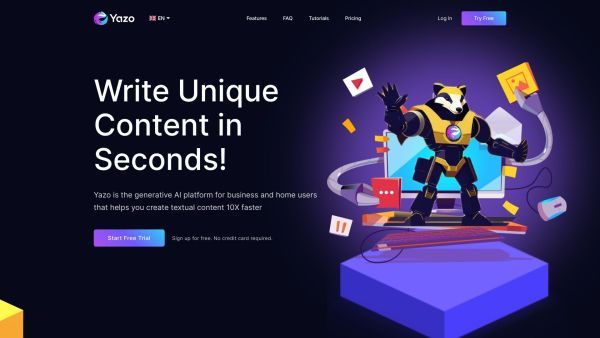 Yazo
EN
Features
FAQ
Tutorials
Pricing
Log In
Try Free
Write Unique
Content in
Seconds!
Yazo is the generative AI platform for business and home users
that helps you create textual content 10X faster
Start Free Trial
Sign up for free. No credit card required.